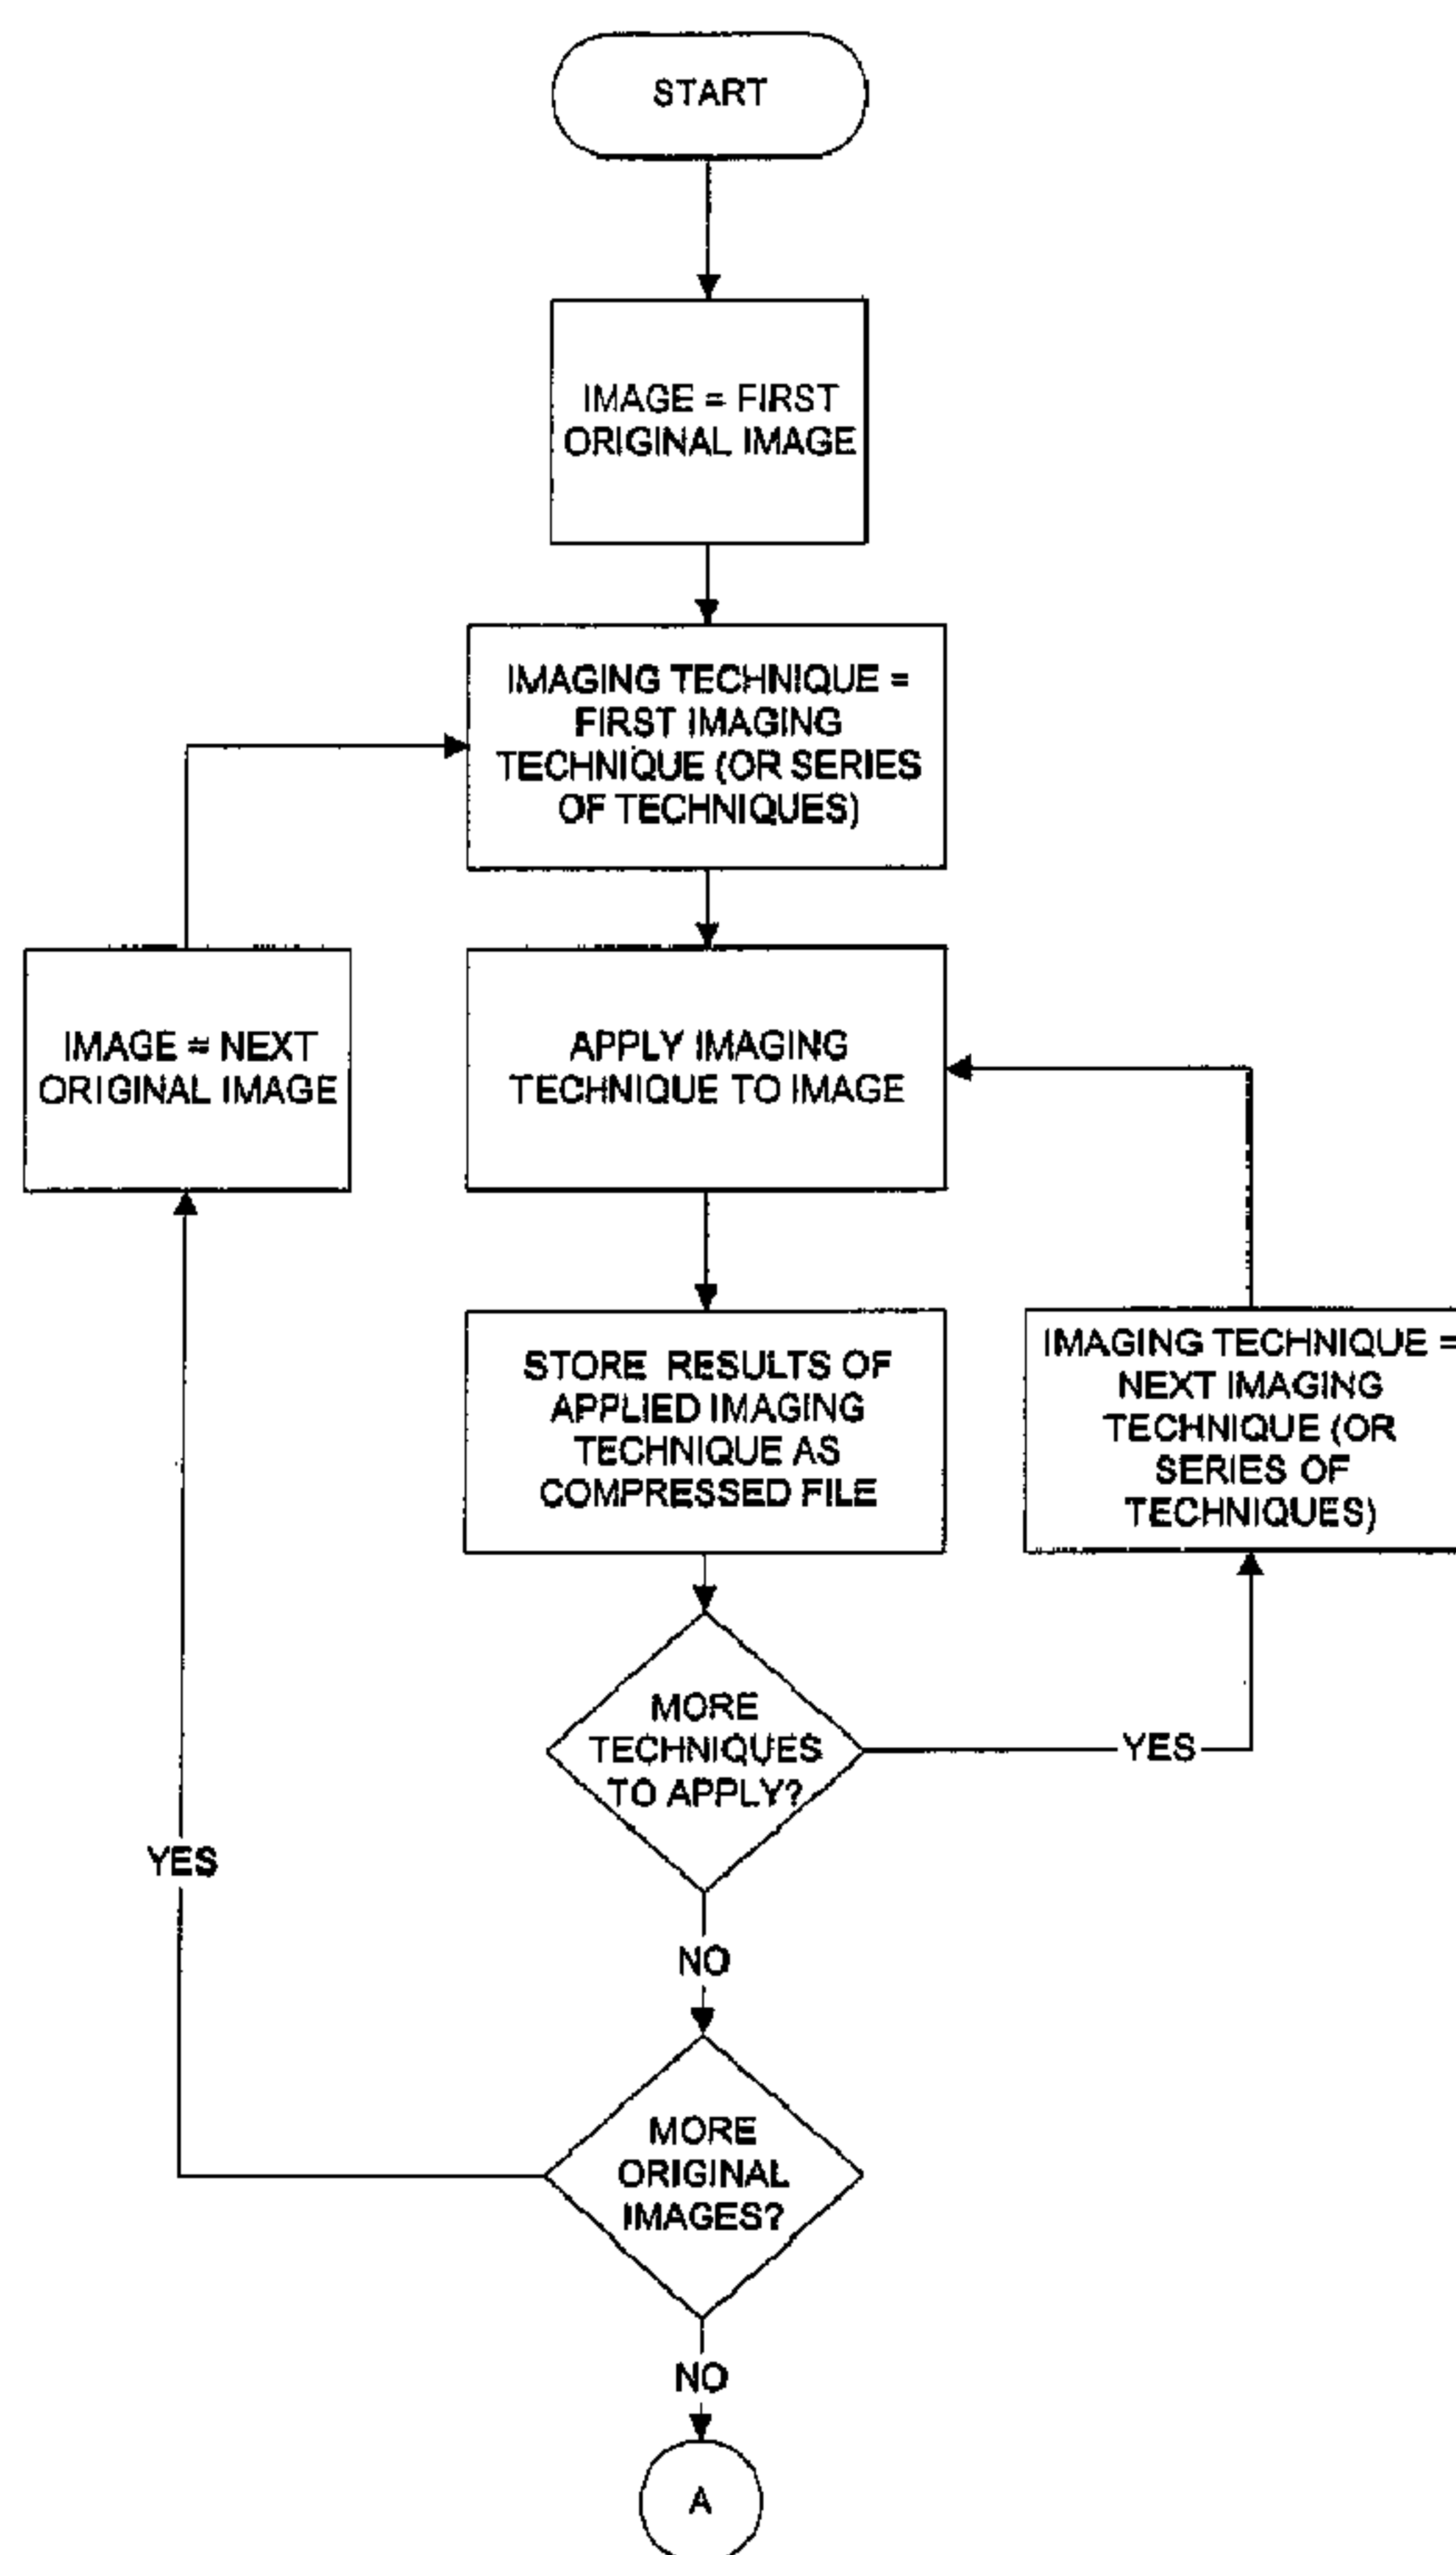 START
IMAGE = FIRST
ORIGINAL IMAGE
IMAGING TECHNIQUE =
FIRST IMAGING
TECHNIQUE (OR SERIES
OF TECHNIQUES)
IMAGE = NEXT
ORIGINAL IMAGE
APPLY IMAGING
TECHNIQUE TO IMAGE
STORE RESULTS OF
APPLIED IMAGING
TECHNIQUE AS
COMPRESSED FILE
IMAGING TECHNIQUE =
NEXT IMAGING
TECHNIQUE (OR
SERIES OF
TECHNIQUES)
MORE
TECHNIQUES
TO APPLY?
YES
YES
NO
MORE
ORIGINAL
IMAGES?
NO
A